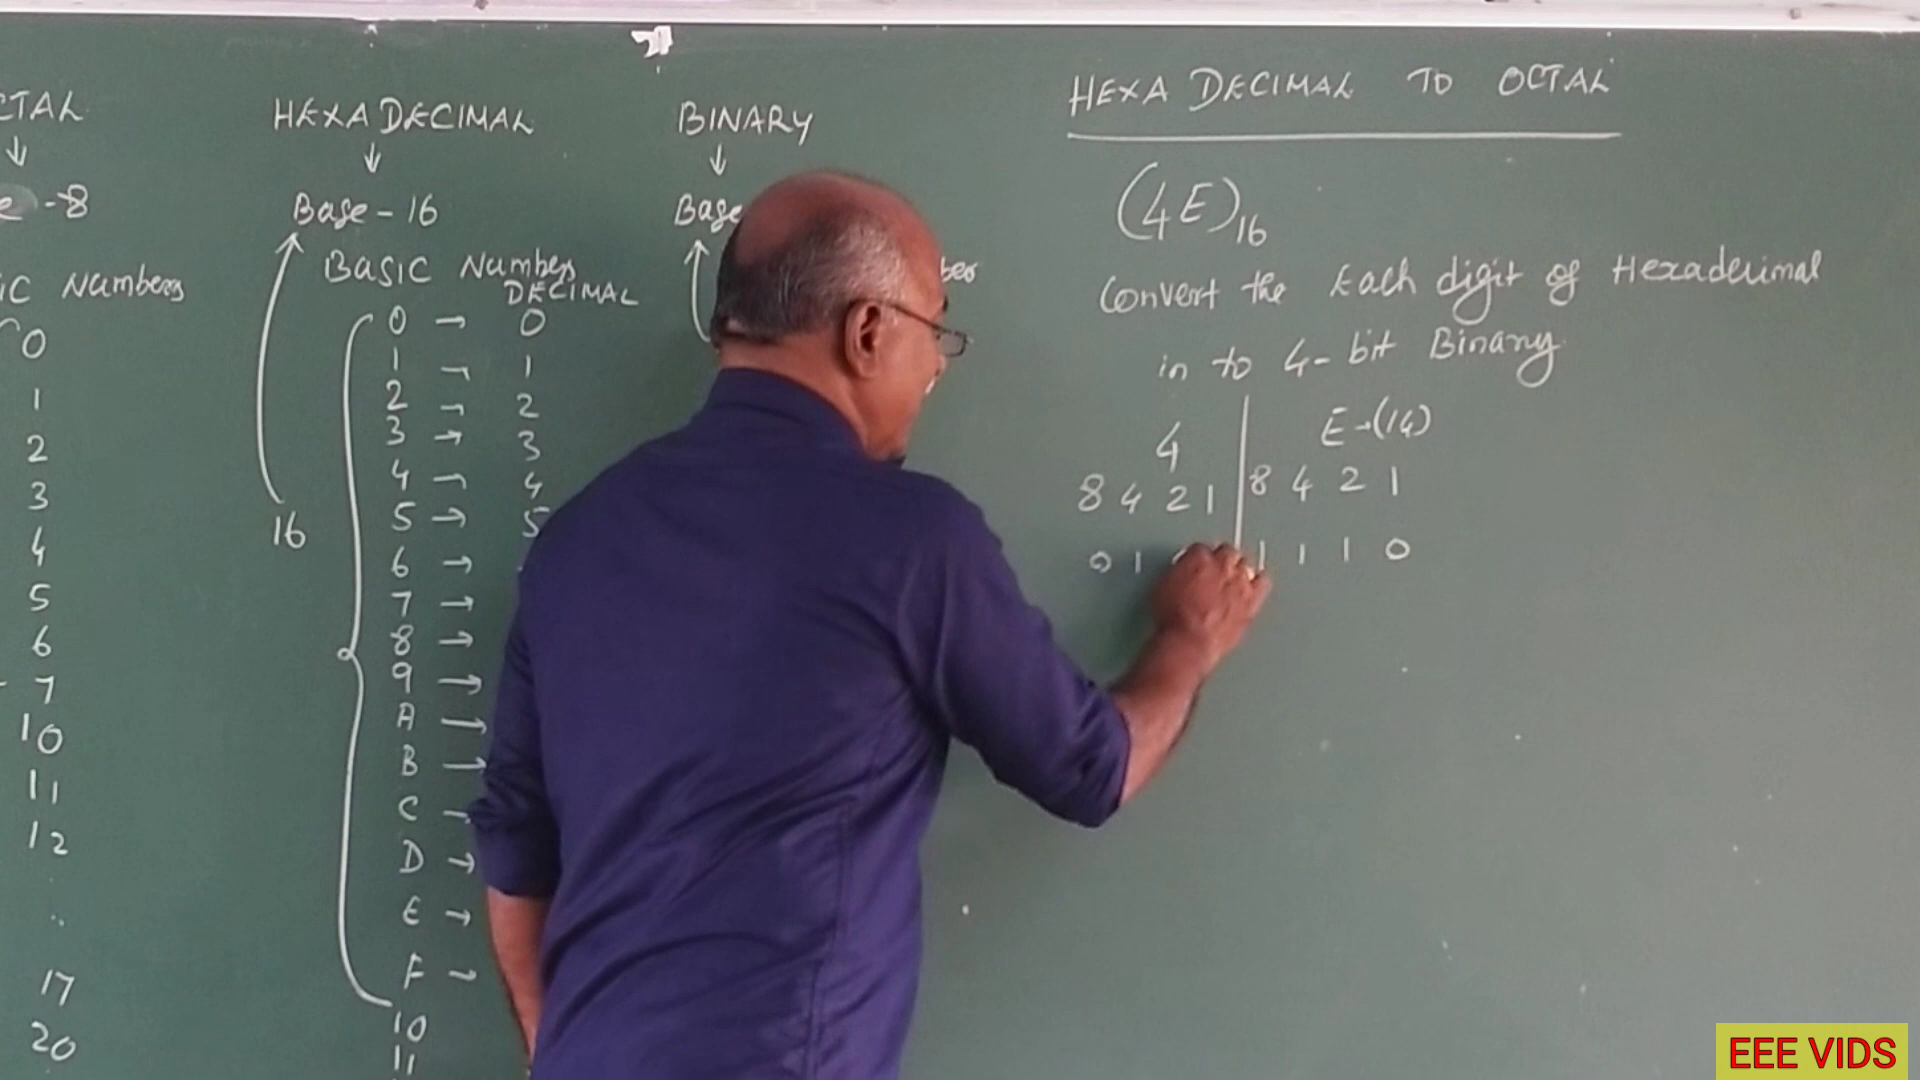 CTAL
↓
-8
IC Numbers
0
1
2
3
4
5
6
7
10
11
12
..
17
20
HEXADECIMAL
↓
Base - 16
BASIC Numbers
DECIMAL
0 → 0
1 → 1
2 → 2
3 → 3
4 → 4
5 → 5
6 →
7 →
8 →
9 →
A →
B →
C →
D →
E →
F →
10
11
16
BINARY
↓
Base
HEXA DECIMAL TO OCTAL
(4E)16
Convert the Each digit of Hexadecimal
in to 4-bit Binary
4 E→(14)
8 4 2 1 8 4 2 1
0 1 1 1 1 0
EEE VIDS